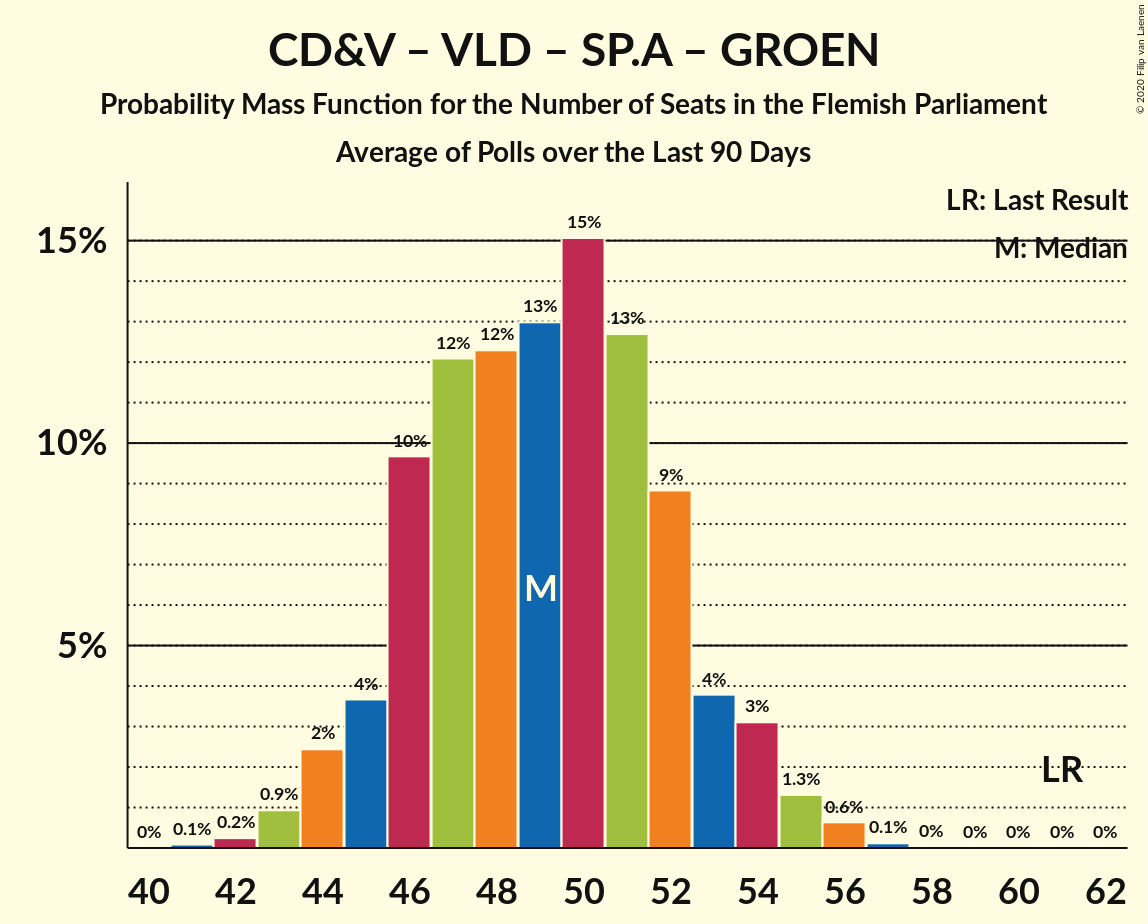 CD&V – VLD – SP.A – GROEN
Probability Mass Function for the Number of Seats in the Flemish Parliament
Average of Polls over the Last 90 Days
© 2020 Filip van Laenen
LR: Last Result
M: Median
15%
10%
5%
0%
0.1%
0.2%
0.9%
2%
4%
10%
12%
12%
13%
15%
13%
9%
4%
3%
1.3%
0.6%
0.1%
0%
0%
0%
0%
0%
M
LR
40 42 44 46 48 50 52 54 56 58 60 62